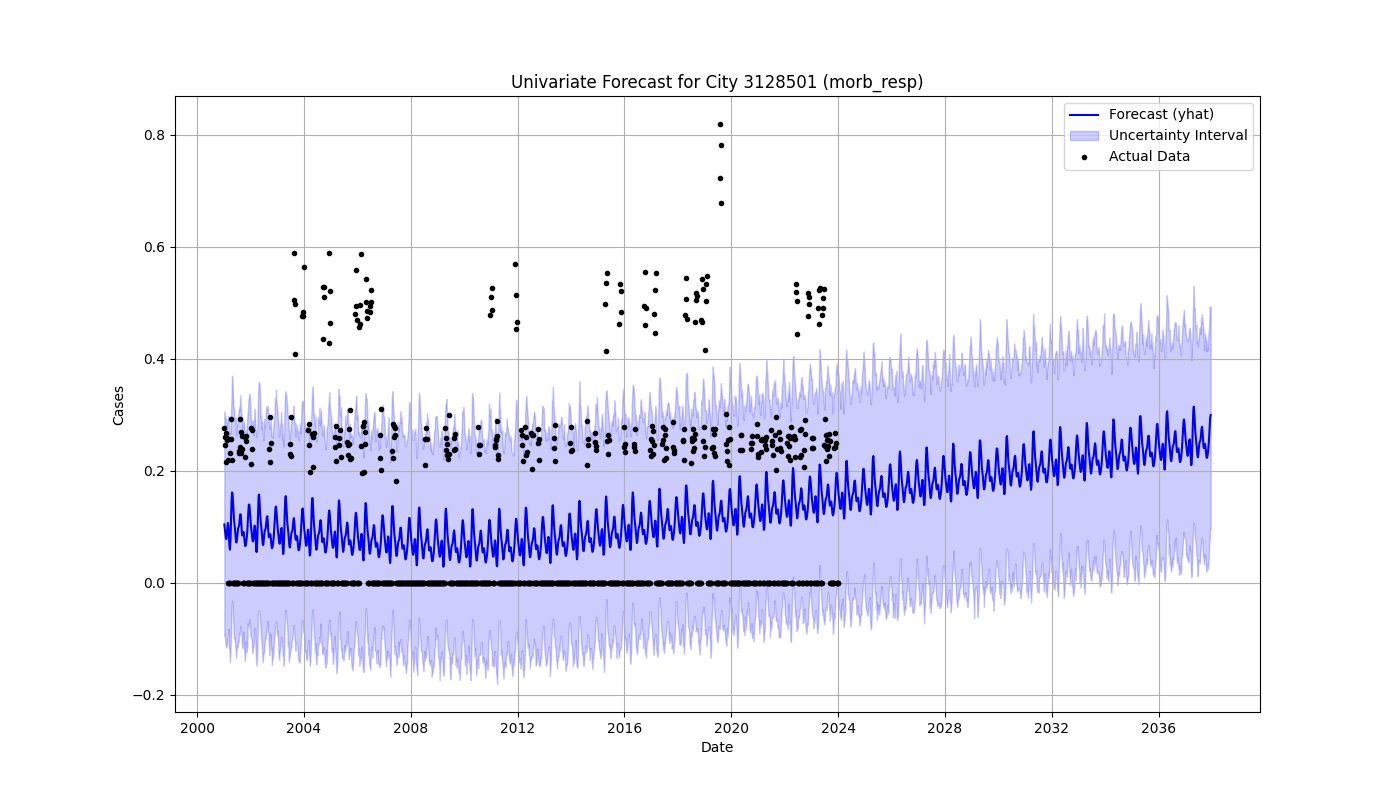 Univariate Forecast for City 3128501 (morb_resp)
Forecast (yhat)
Uncertainty Interval
Actual Data
Cases
0.8
0.6
0.4
0.2
0.0
−0.2
2000 2004 2008 2012 2016 2020 2024 2028 2032 2036
Date